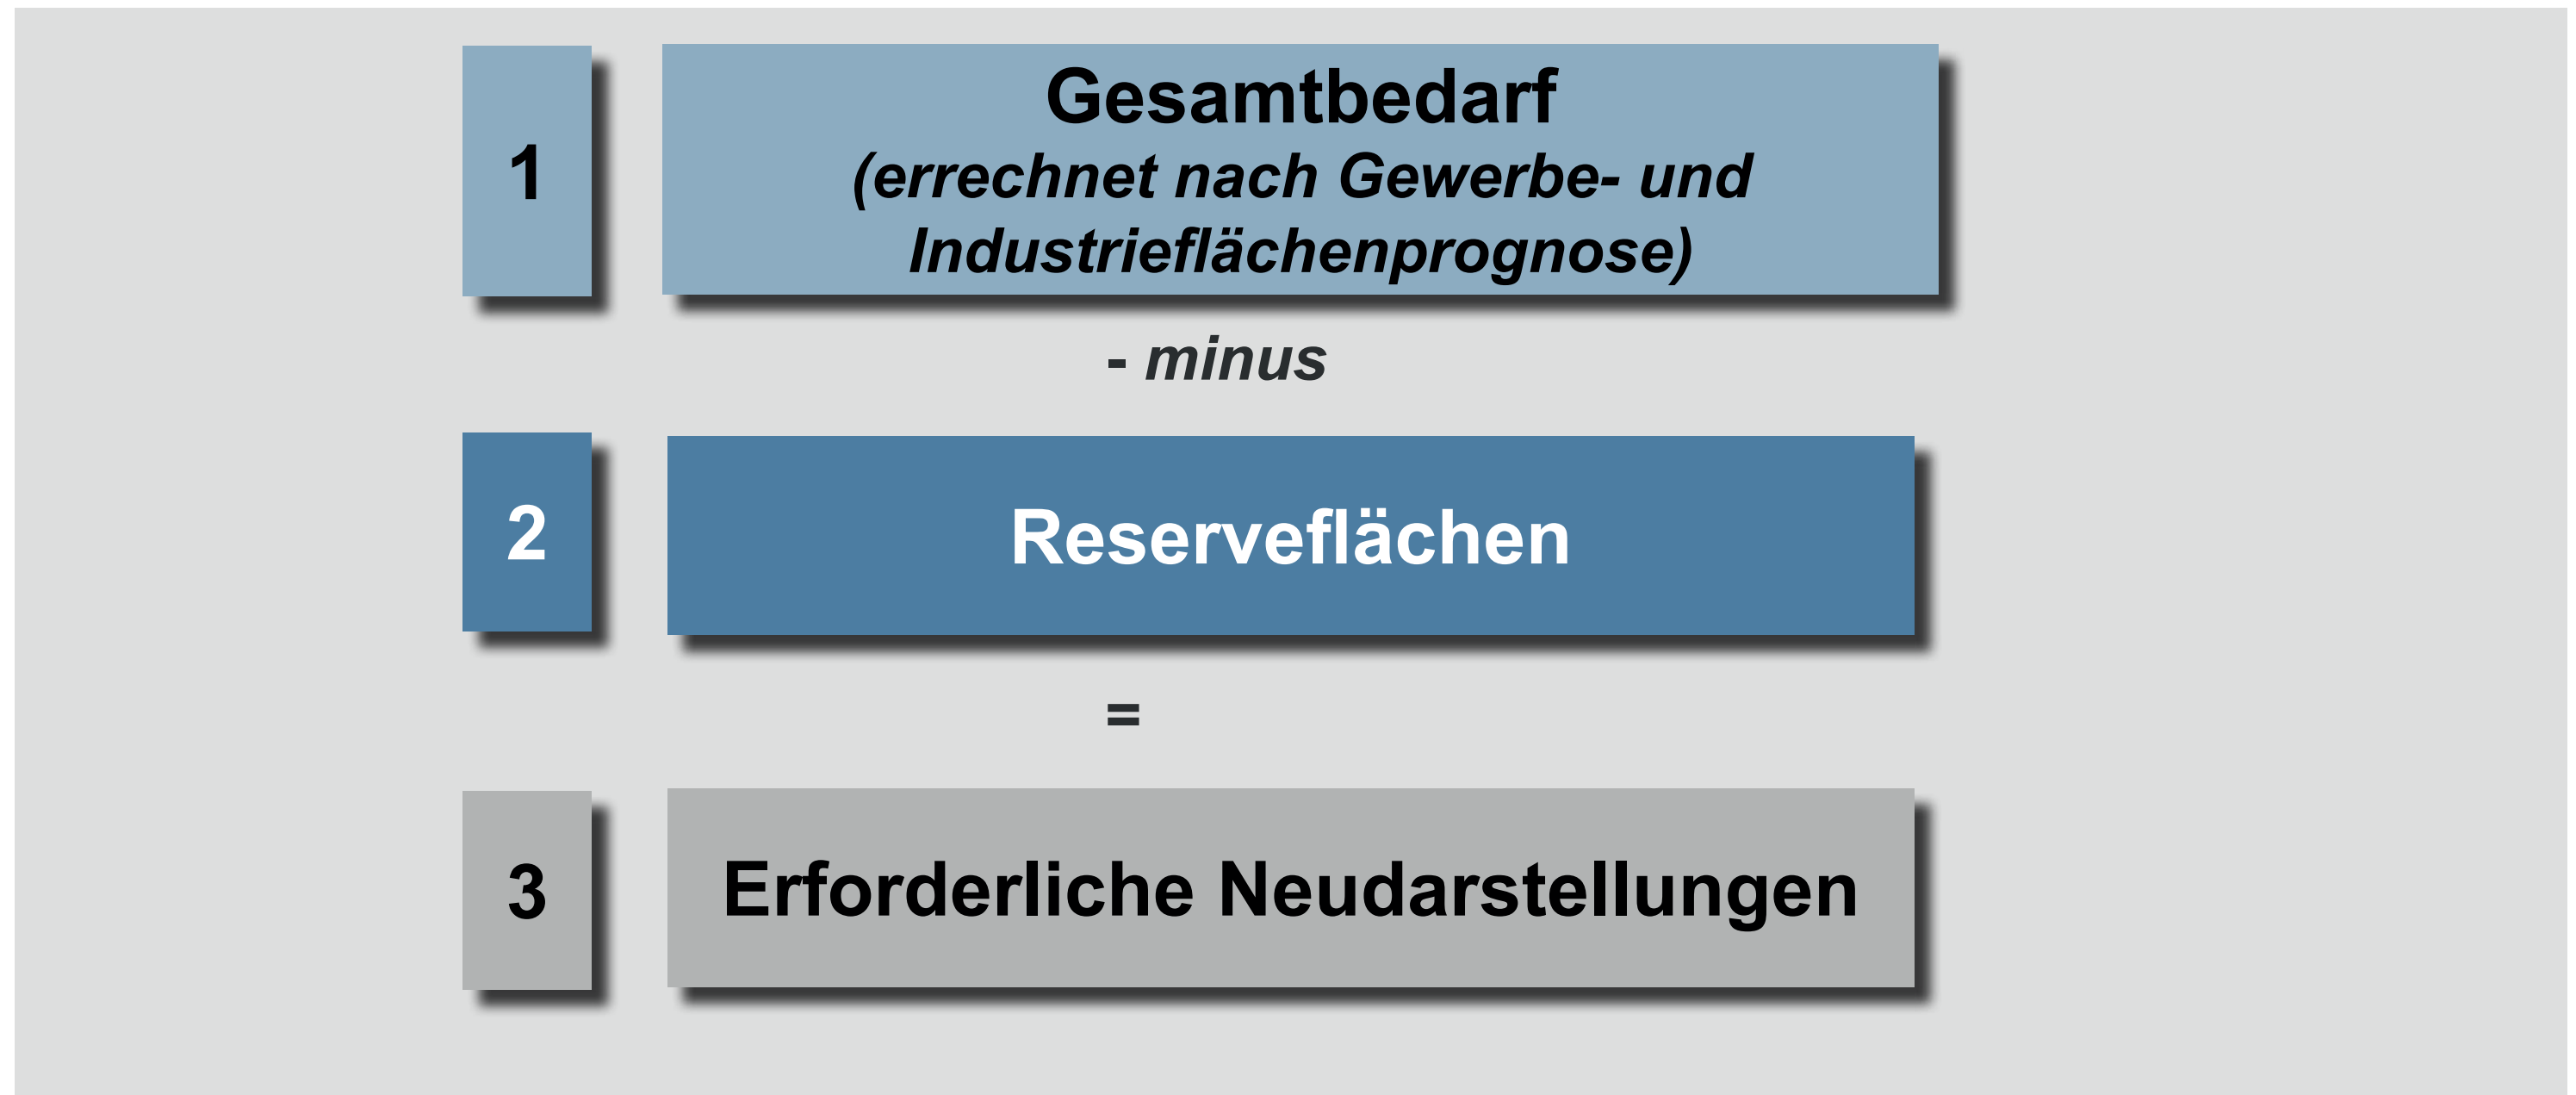 1
Gesamtbedarf
(errechnet nach Gewerbe- und
Industrieflächenprognose)
- minus
2
Reserveflächen
=
3
Erforderliche Neudarstellungen